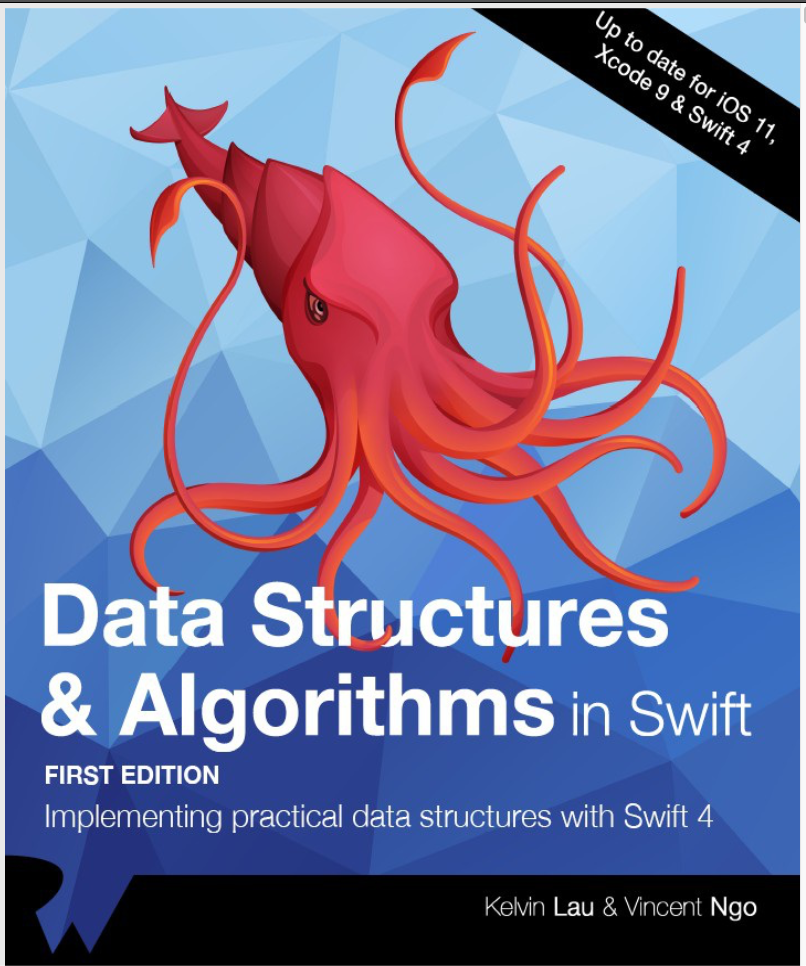 Up to date for iOS 11,
Xcode 9 & Swift 4
Data Structures
& Algorithms in Swift
FIRST EDITION
Implementing practical data structures with Swift 4
Kelvin Lau & Vincent Ngo